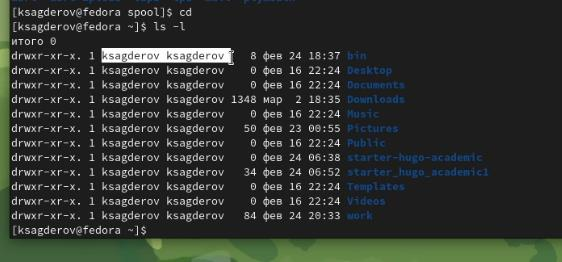 [ksagderov@fedora spool]$ cd
[ksagderov@fedora ~]$ ls -l
итого 0
drwxr-xr-x. 1 ksagderov ksagderov 8 фев 24 18:37 bin
drwxr-xr-x. 1 ksagderov ksagderov 0 фев 16 22:24 Desktop
drwxr-xr-x. 1 ksagderov ksagderov 0 фев 16 22:24 Documents
drwxr-xr-x. 1 ksagderov ksagderov 1348 мар 2 18:35 Downloads
drwxr-xr-x. 1 ksagderov ksagderov 0 фев 16 22:24 Music
drwxr-xr-x. 1 ksagderov ksagderov 50 фев 23 00:55 Pictures
drwxr-xr-x. 1 ksagderov ksagderov 0 фев 16 22:24 Public
drwxr-xr-x. 1 ksagderov ksagderov 0 фев 24 06:38 starter-hugo-academic
drwxr-xr-x. 1 ksagderov ksagderov 34 фев 24 06:52 starter_hugo_academic1
drwxr-xr-x. 1 ksagderov ksagderov 0 фев 16 22:24 Templates
drwxr-xr-x. 1 ksagderov ksagderov 0 фев 16 22:24 Videos
drwxr-xr-x. 1 ksagderov ksagderov 84 фев 24 20:33 work
[ksagderov@fedora ~]$